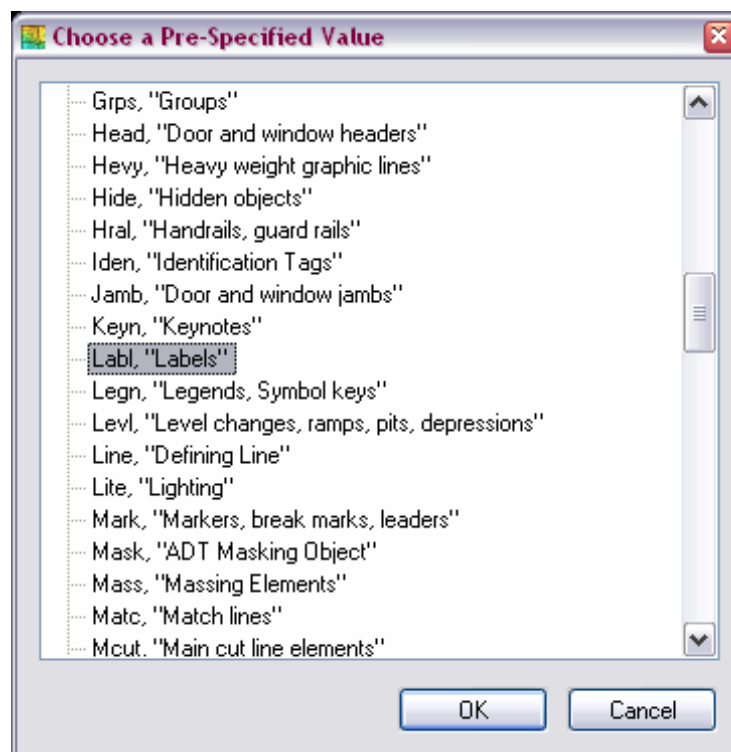 Choose a Pre-Specified Value
Grps, "Groups"
Head, "Door and window headers"
Hevy, "Heavy weight graphic lines"
Hide, "Hidden objects"
Hral, "Handrails, guard rails"
Iden, "Identification Tags"
Jamb, "Door and window jambs"
Keyn, "Keynotes"
Labl, "Labels"
Legn, "Legends, Symbol keys"
Levl, "Level changes, ramps, pits, depressions"
Line, "Defining Line"
Lite, "Lighting"
Mark, "Markers, break marks, leaders"
Mask, "ADT Masking Object"
Mass, "Massing Elements"
Matc, "Match lines"
Mcut, "Main cut line elements"
OK Cancel